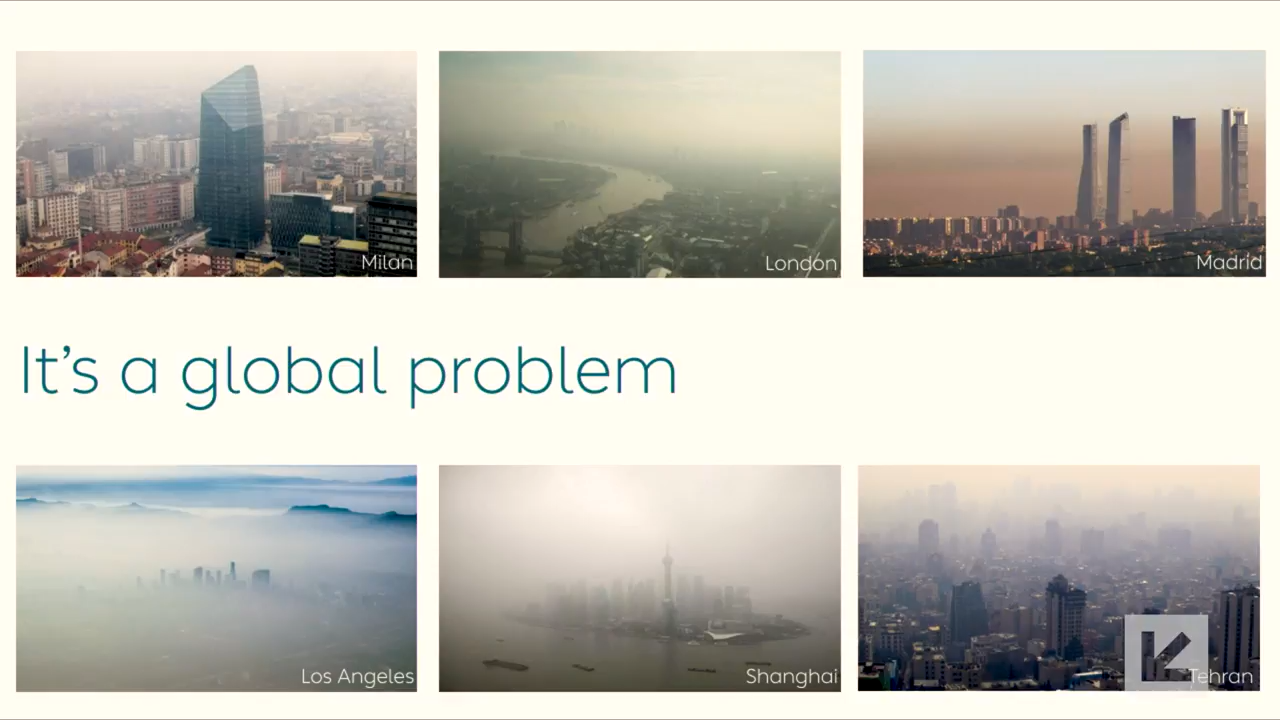 Milan
London
Madrid
It's a global problem
Los Angeles
Shanghai
Tehran